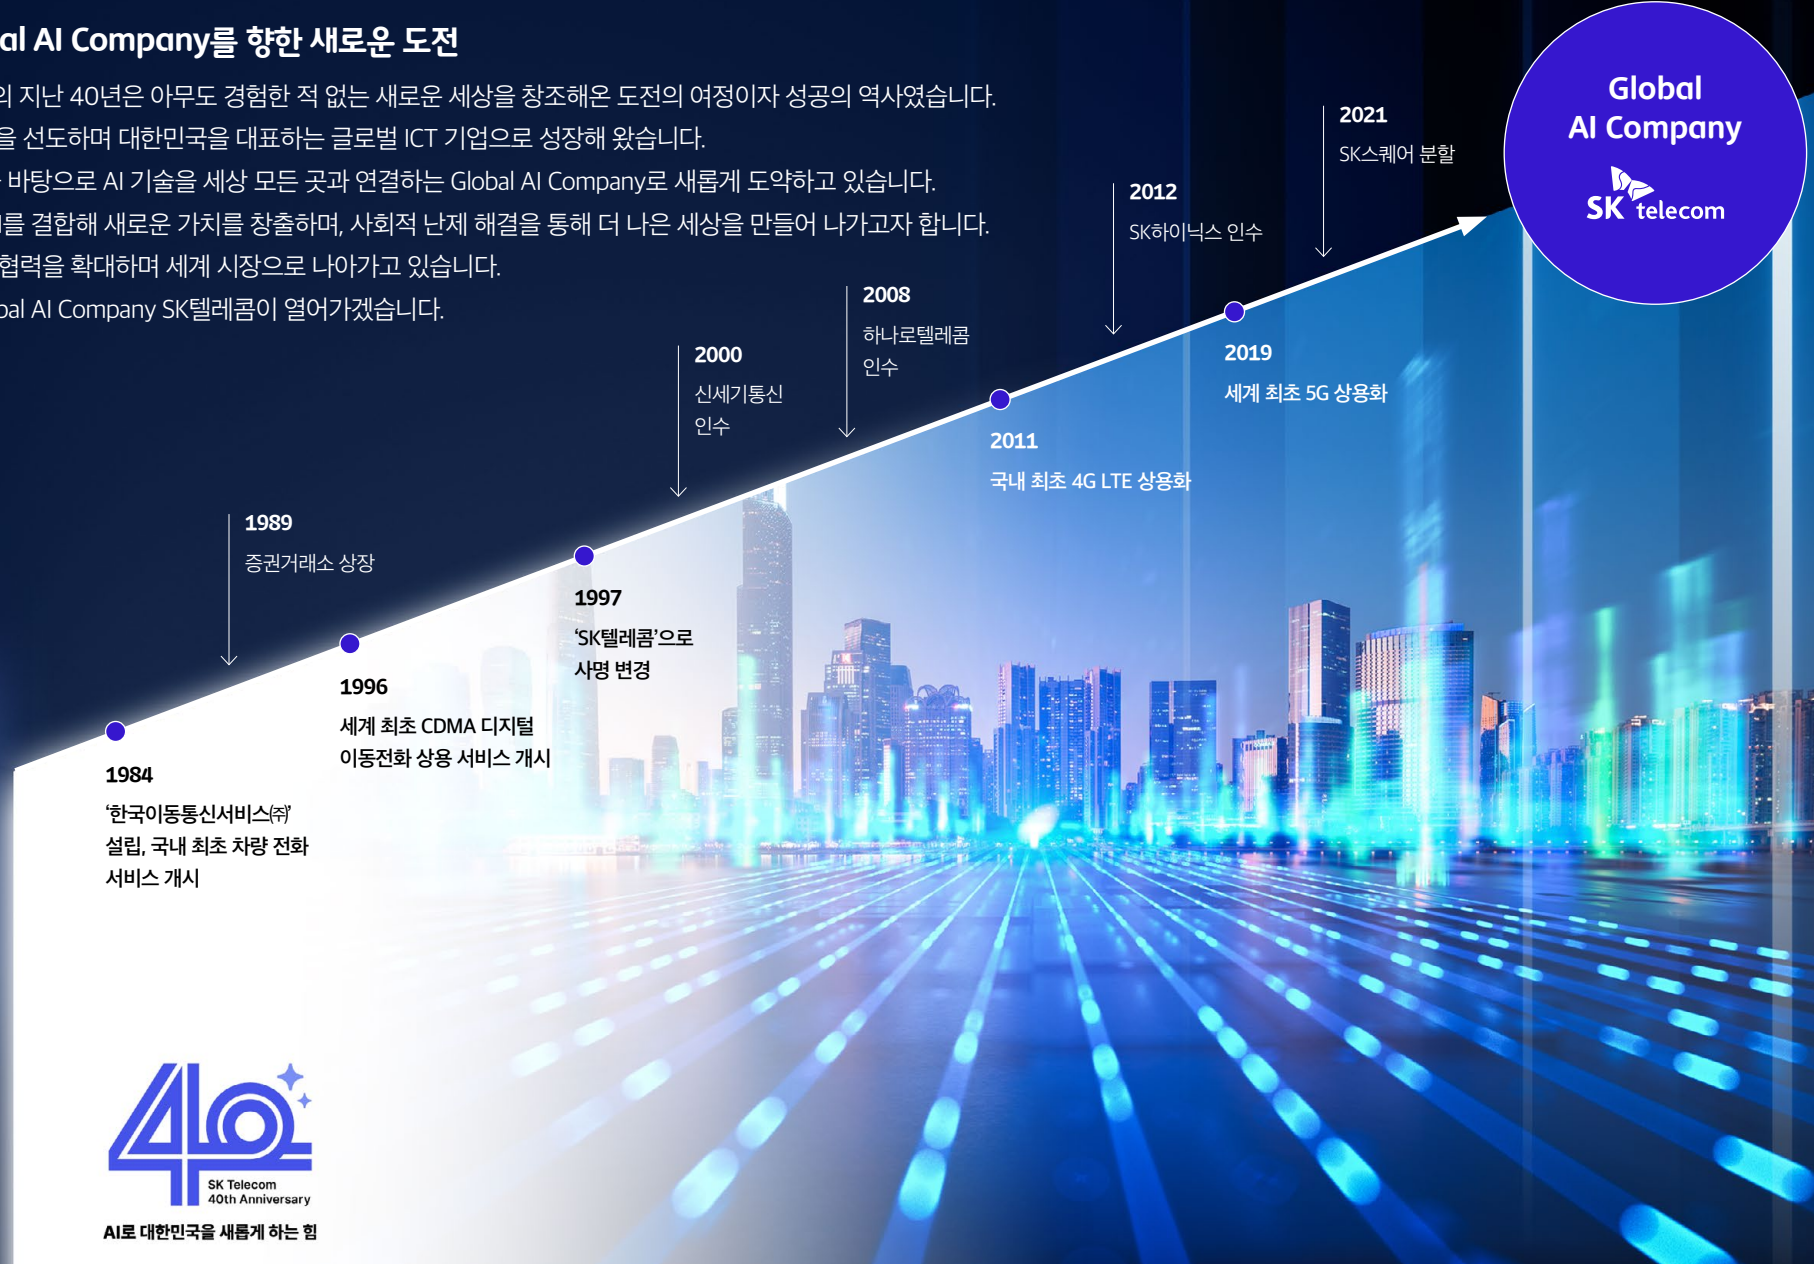 al AI Company를 향한 새로운 도전
의 지난 40년은 아무도 경험한 적 없는 새로운 세상을 창조해온 도전의 여정이자 성공의 역사였습니다.
을 선도하며 대한민국을 대표하는 글로벌 ICT 기업으로 성장해 왔습니다.
바탕으로 AI 기술을 세상 모든 곳과 연결하는 Global AI Company로 새롭게 도약하고 있습니다.
를 결합해 새로운 가치를 창출하며, 사회적 난제 해결을 통해 더 나은 세상을 만들어 나가고자 합니다.
협력을 확대하며 세계 시장으로 나아가고 있습니다.
bal AI Company SK텔레콤이 열어가겠습니다.
Global
AI Company
SK telecom
2021
SK스퀘어 분할
2012
SK하이닉스 인수
2008
하나로텔레콤
인수
2000
신세기통신
인수
1989
증권거래소 상장
2019
세계 최초 5G 상용화
2011
국내 최초 4G LTE 상용화
1997
‘SK텔레콤’으로
사명 변경
1996
세계 최초 CDMA 디지털
이동전화 상용 서비스 개시
1984
‘한국이동통신서비스㈜’
설립, 국내 최초 차량 전화
서비스 개시
40
SK Telecom
40th Anniversary
AI로 대한민국을 새롭게 하는 힘